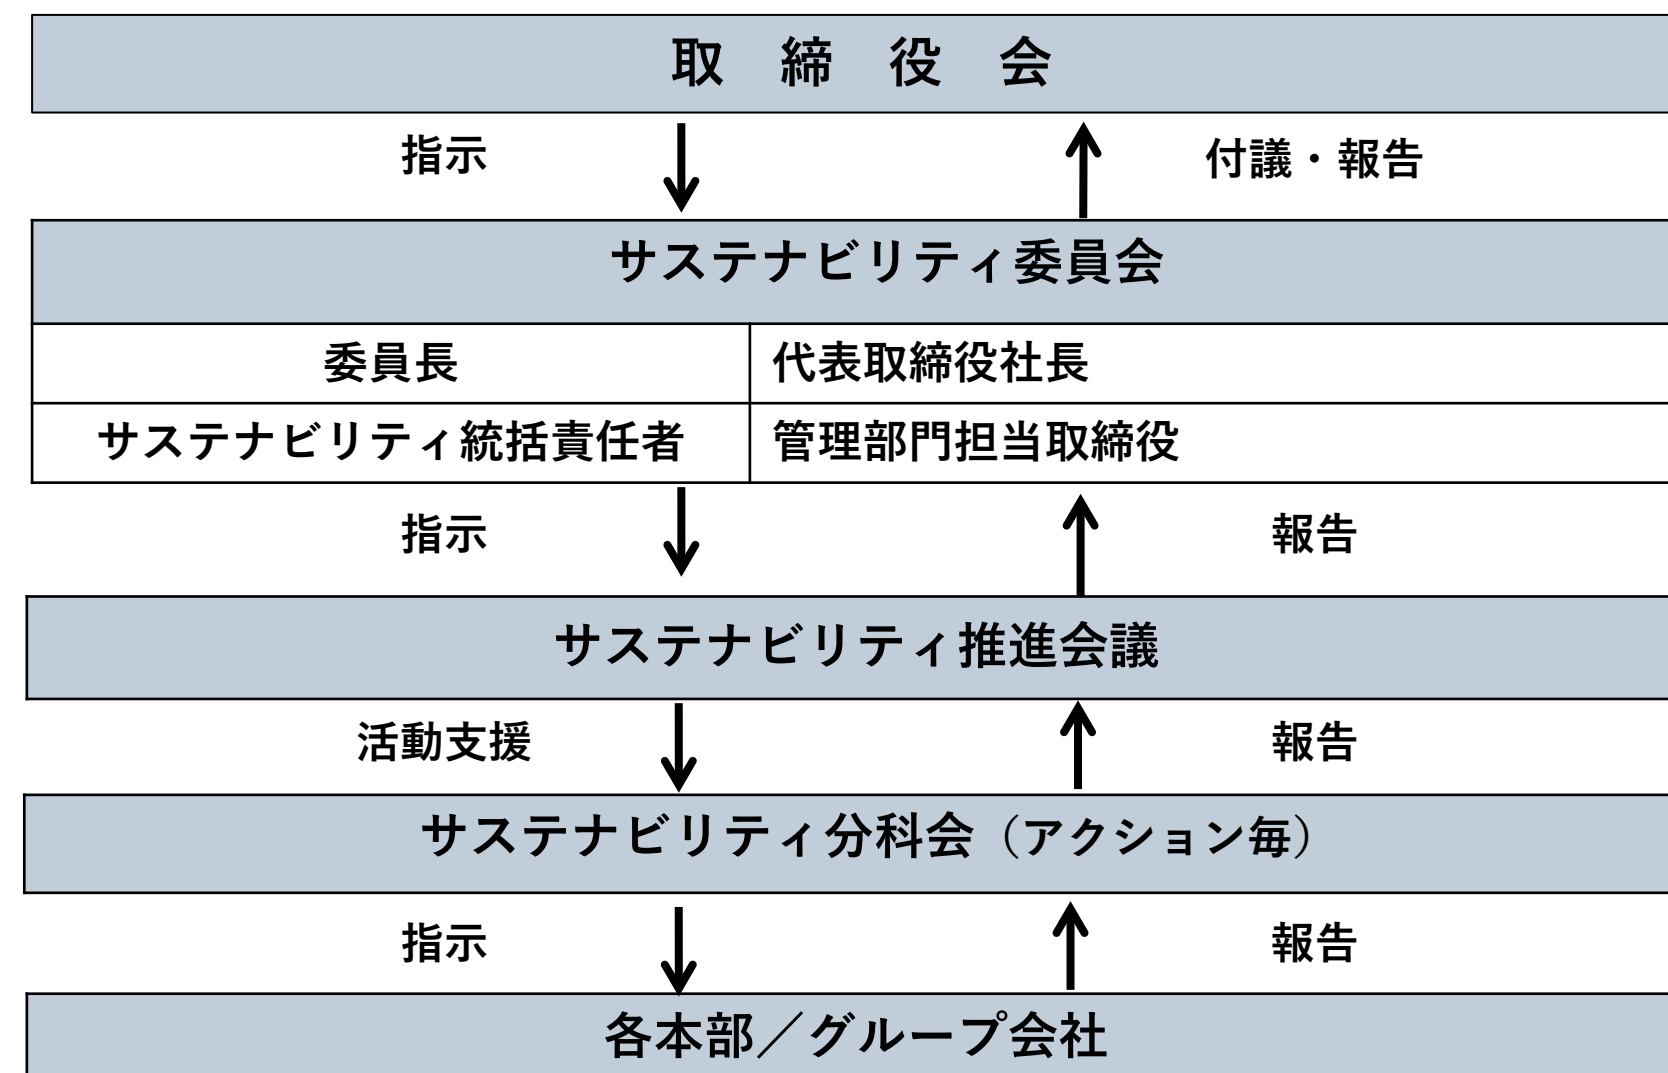 取　締　役　会
指示
付議・報告
サステナビリティ委員会
委員長
代表取締役社長
サステナビリティ統括責任者
管理部門担当取締役
指示
報告
サステナビリティ推進会議
活動支援
報告
サステナビリティ分科会（アクション毎）
指示
報告
各本部／グループ会社